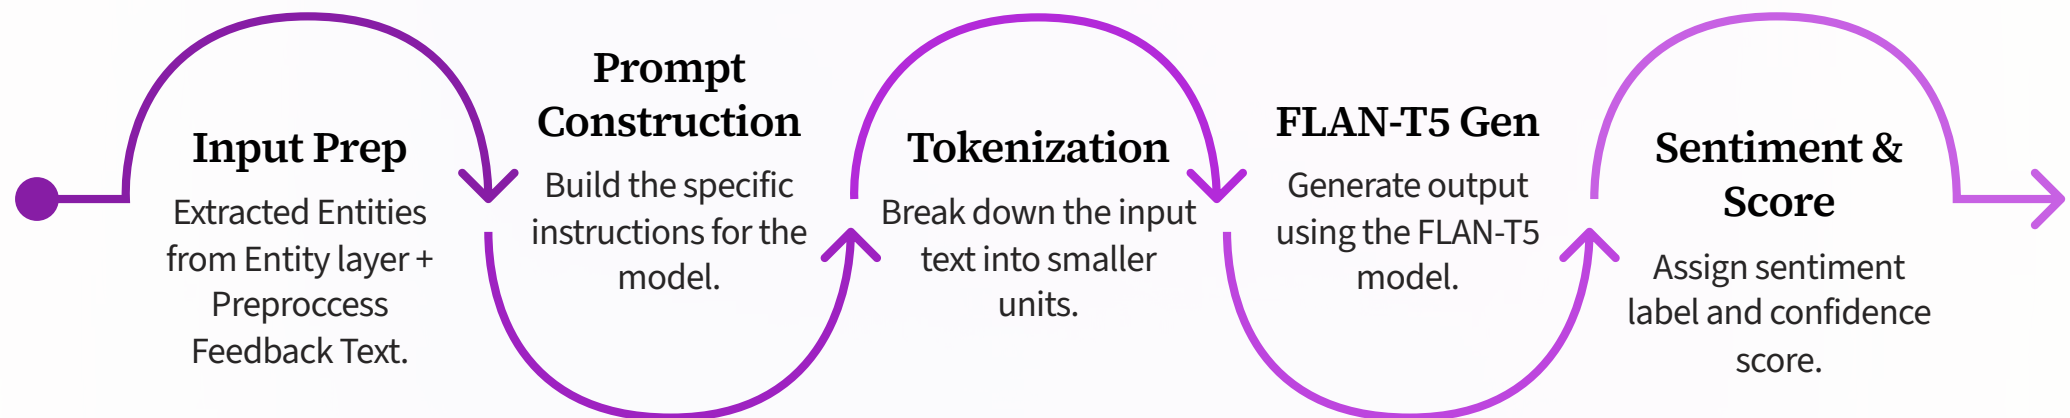 Input Prep
Extracted Entities
from Entity layer +
Preproccess
Feedback Text.
Prompt
Construction
Build the specific
instructions for the
model.
Tokenization
Break down the input
text into smaller
units.
FLAN-T5 Gen
Generate output
using the FLAN-T5
model.
Sentiment &
Score
Assign sentiment
label and confidence
score.